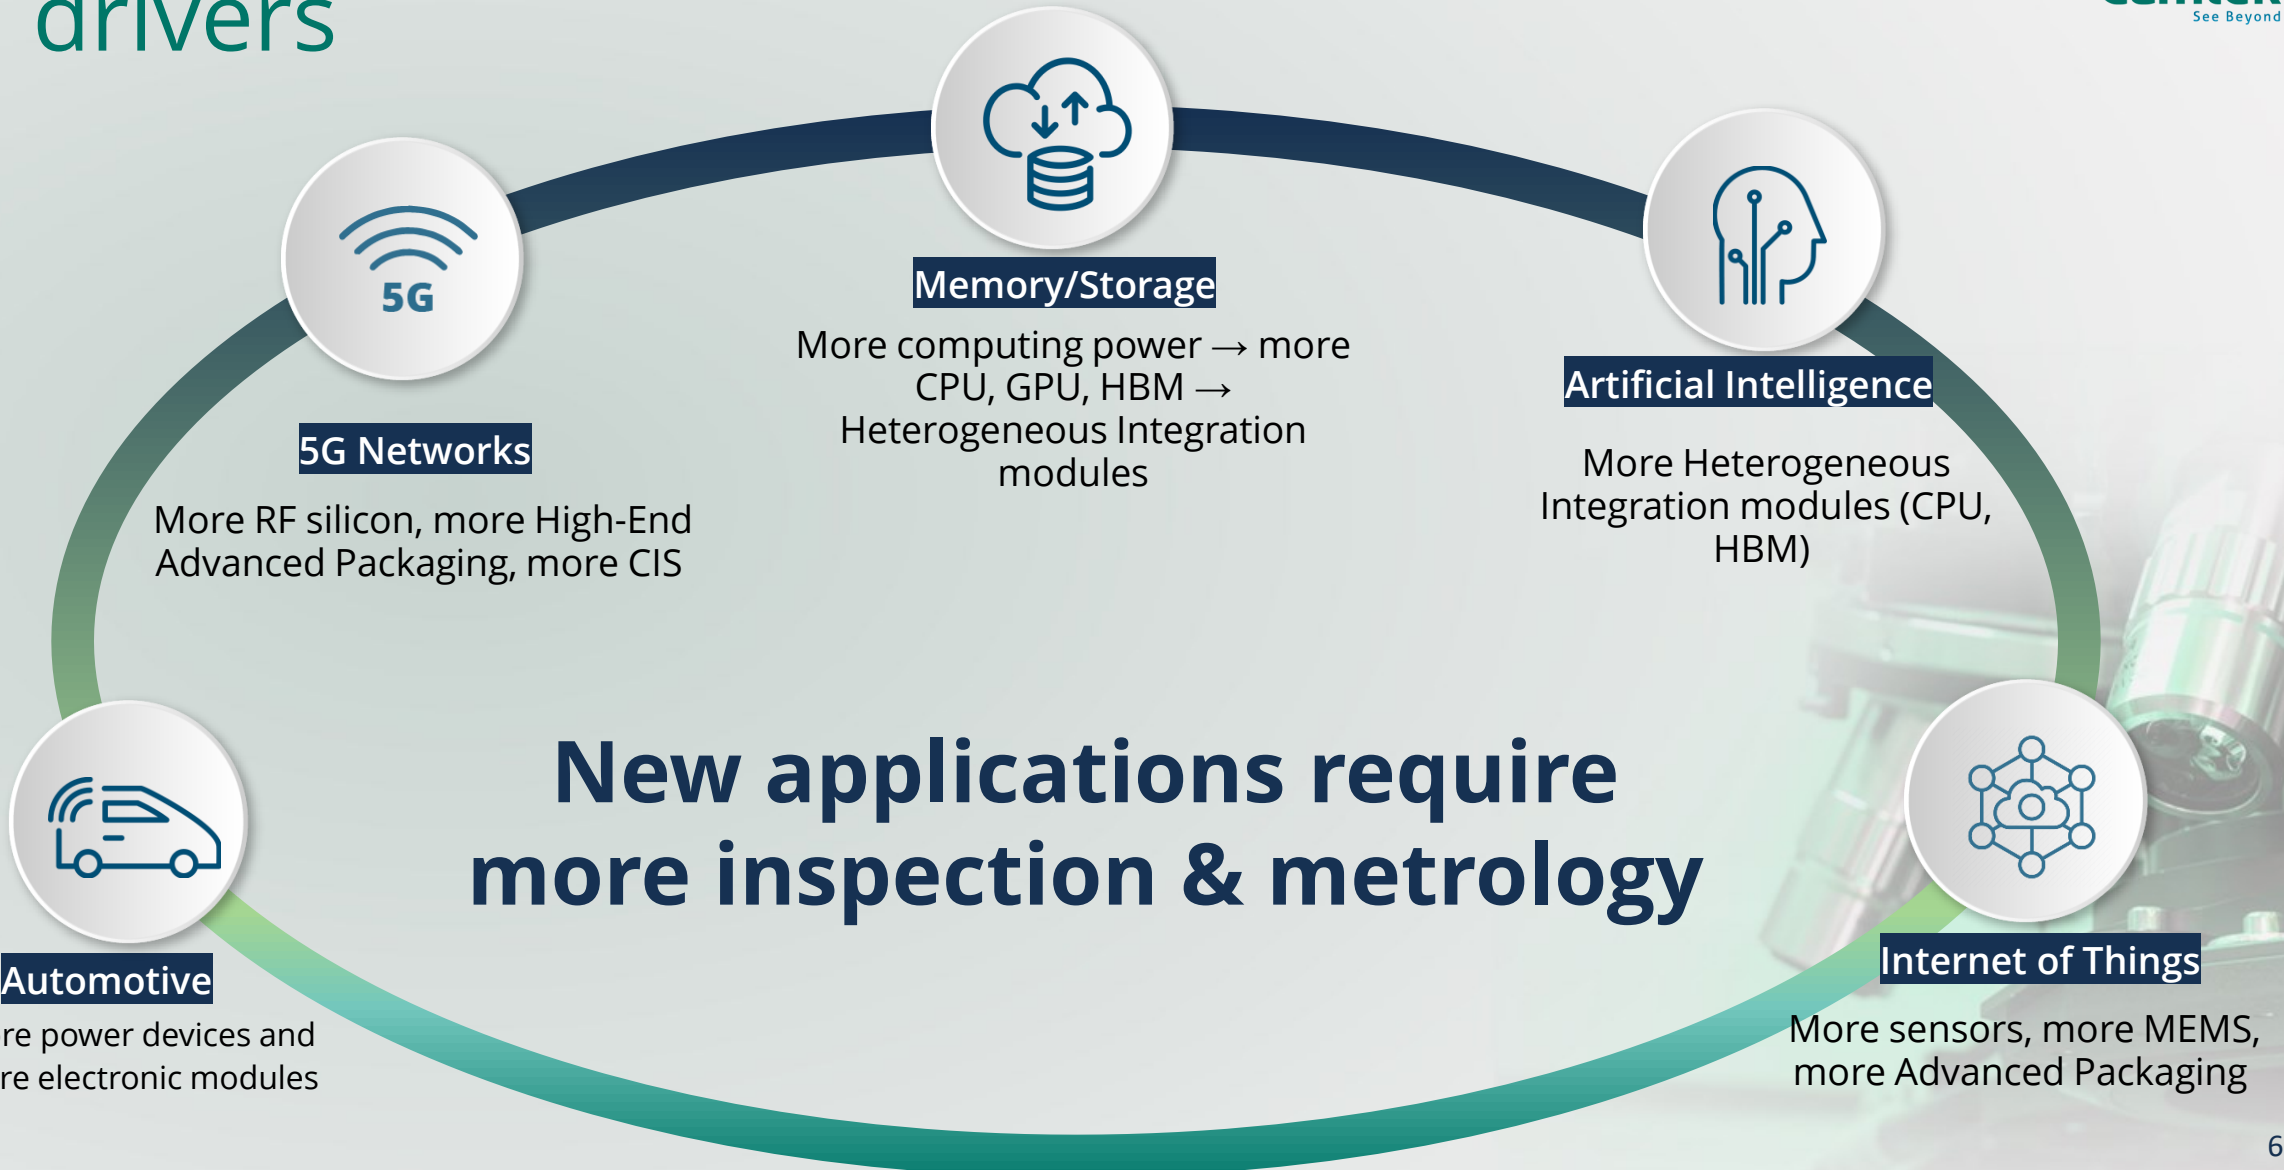 drivers
See Beyond
5G
Memory/Storage
More computing power → more
CPU, GPU, HBM →
Heterogeneous Integration
modules
Artificial Intelligence
More Heterogeneous
Integration modules (CPU,
HBM)
5G Networks
More RF silicon, more High-End
Advanced Packaging, more CIS
New applications require
more inspection & metrology
Automotive
re power devices and
re electronic modules
Internet of Things
More sensors, more MEMS,
more Advanced Packaging
6